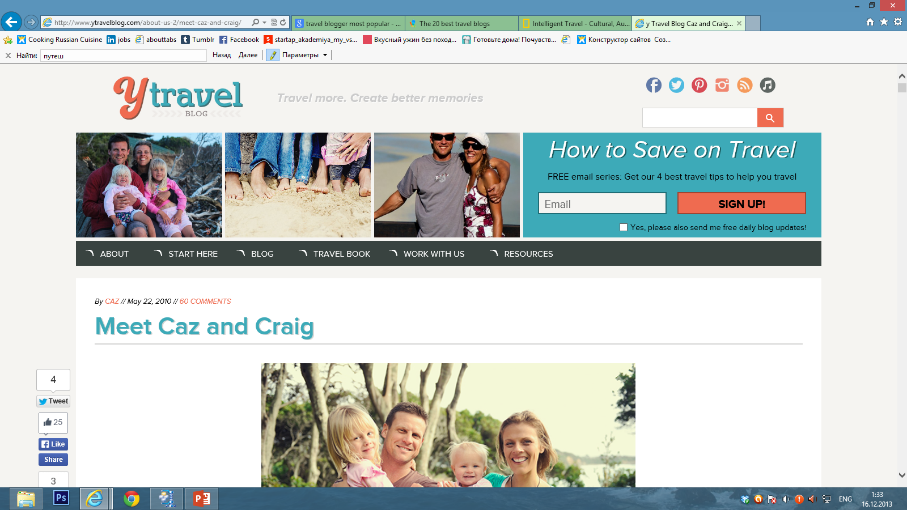 http://www.ytravelblog.com/about-us-2/meet-caz-and-craig/
travel blogger most popular - ...
The 20 best travel blogs
Intelligent Travel - Cultural, Au...
y Travel Blog Caz and Craig...
Cooking Russian Cuisine
jobs
abouttabs
Tumblr
Facebook
startap_akademiya_my_vs...
Вкусный ужин без поход...
Готовьте дома! Почувств...
Конструктор сайтов Соз...
Найти: путеш
Назад
Далее
Параметры
ytravel
BLOG
Travel more. Create better memories
How to Save on Travel
FREE email series: Get our 4 best travel tips to help you travel
Email
SIGN UP!
Yes, please also send me free daily blog updates!
ABOUT
START HERE
BLOG
TRAVEL BOOK
WORK WITH US
RESOURCES
By CAZ // May 22, 2010 // 60 COMMENTS
Meet Caz and Craig
4
Tweet
25
Like
Share
3
Ps
ENG
1:33
16.12.2013